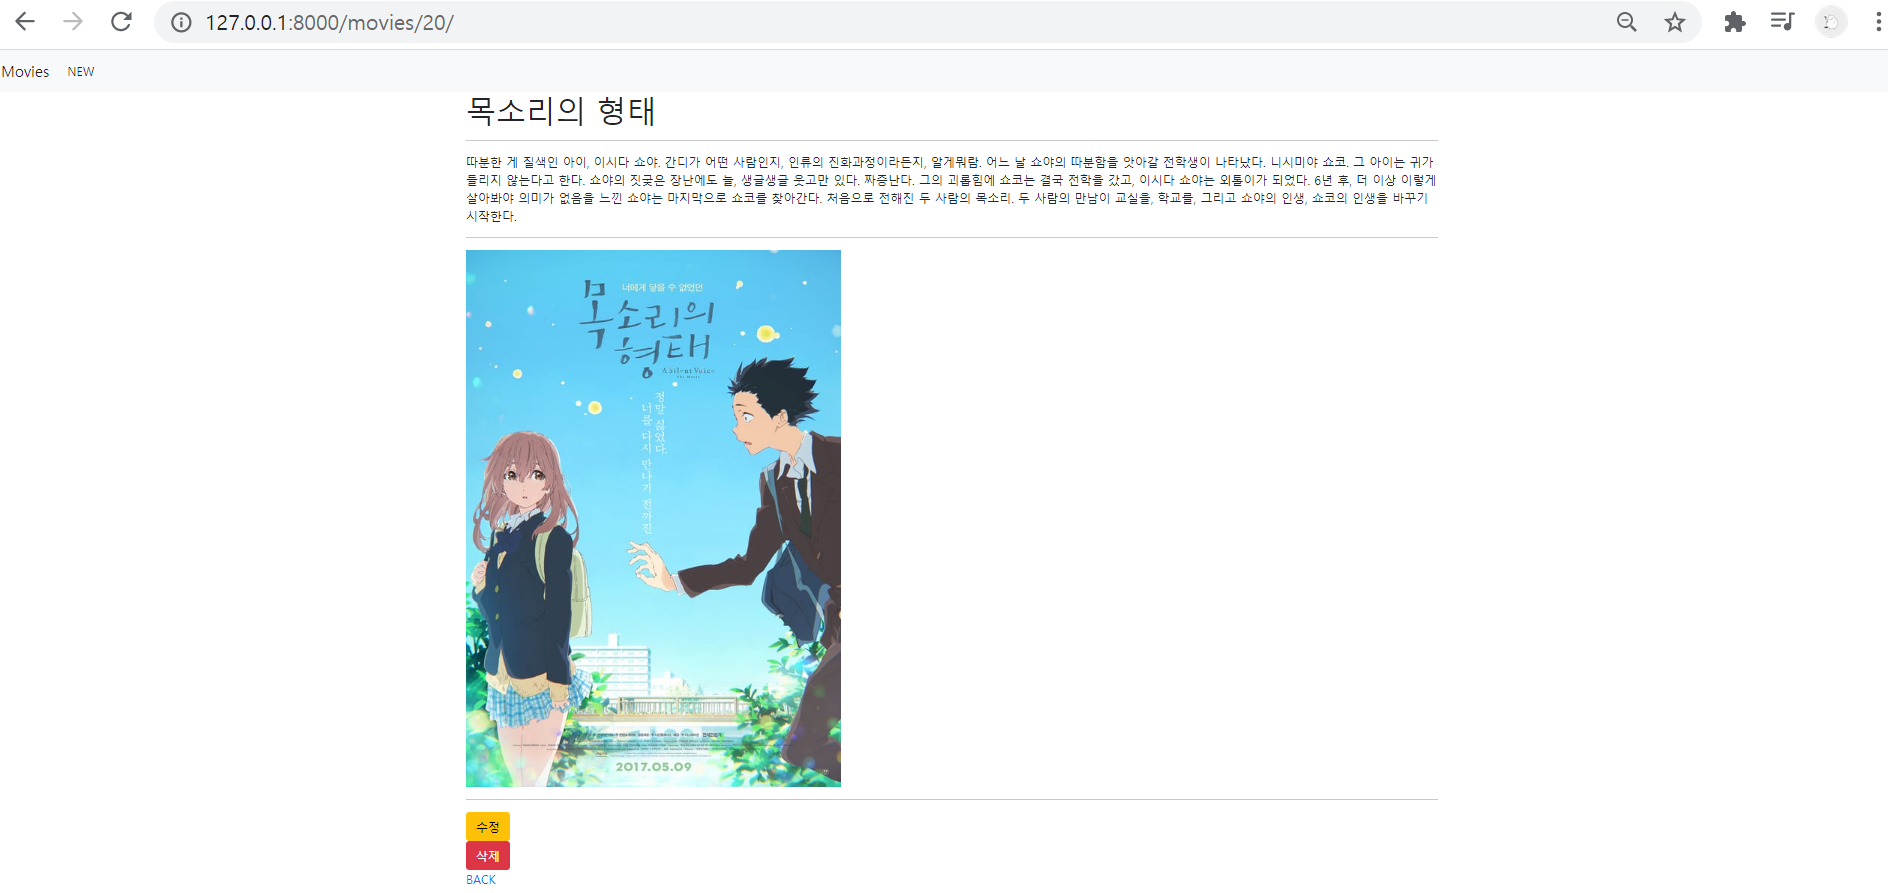 127.0.0.1:8000/movies/20/
Movies NEW
목소리의 형태
따분한 게 질색인 아이, 이시다 쇼야. 간디가 어떤 사람인지, 인류의 진화과정이라든지, 알게뭐람. 어느 날 쇼야의 따분함을 앗아갈 전학생이 나타났다. 니시미야 쇼코. 그 아이는 귀가
들리지 않는다고 한다. 쇼야의 짓궂은 장난에도 늘, 생글생글 웃고만 있다. 짜증난다. 그의 괴롭힘에 쇼코는 결국 전학을 갔고, 이시다 쇼야는 외톨이가 되었다. 6년 후, 더 이상 이렇게
살아봐야 의미가 없음을 느낀 쇼야는 마지막으로 쇼코를 찾아간다. 처음으로 전해진 두 사람의 목소리. 두 사람의 만남이 교실을, 학교를, 그리고 쇼야의 인생, 쇼코의 인생을 바꾸기
시작한다.
너에게 닿을 수 없었던
목소리의
형태
A Silent Voice
The Movie
정말 싫었다.
너를 다시 만나기 전까진
2017.05.09
수정
삭제
BACK